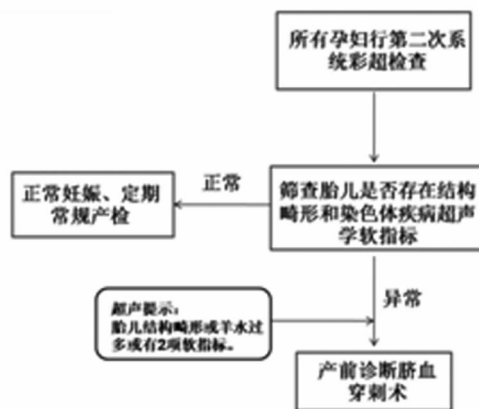 所有孕妇行第二次系
统彩超检查
正常
正常妊娠、定期
常规产检
筛查胎儿是否存在结构
畸形和染色体疾病超声
学软指标
异常
超声提示：
胎儿结构畸形或羊水过
多或有2项软指标。
产前诊断脐血
穿刺术